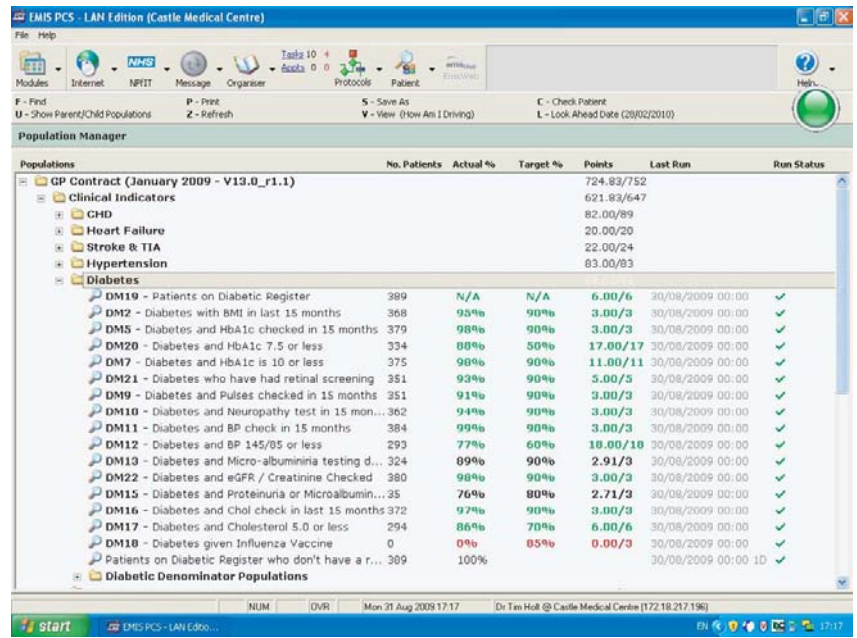 EMIS PCS - LAN Edition (Castle Medical Centre)
File Help
Tasks 10 4
Appts 0 0
Modules Internet NPfIT Message Organiser Protocols Patient EmisWeb Help
NHS
F - Find P - Print S - Save As C - Check Patient
U - Show Parent/Child Populations Z - Refresh V - View (How Am I Driving) L - Look Ahead Date (28/02/2010)
Population Manager
Populations No. Patients Actual % Target % Points Last Run Run Status
GP Contract (January 2009 - V13.0_r1.1) 724.83/752
Clinical Indicators 621.83/647
CHD 82.00/89
Heart Failure 20.00/20
Stroke & TIA 22.00/24
Hypertension 83.00/83
Diabetes
DM19 - Patients on Diabetic Register 389 N/A N/A 6.00/6 30/08/2009 00:00
DM2 - Diabetes with BMI in last 15 months 368 95% 90% 3.00/3 30/08/2009 00:00
DM5 - Diabetes and HbA1c checked in 15 months 379 98% 90% 3.00/3 30/08/2009 00:00
DM20 - Diabetes and HbA1c 7.5 or less 334 88% 50% 17.00/17 30/08/2009 00:00
DM7 - Diabetes and HbA1c is 10 or less 375 98% 90% 11.00/11 30/08/2009 00:00
DM21 - Diabetes who have had retinal screening 351 93% 90% 5.00/5 30/08/2009 00:00
DM9 - Diabetes and Pulses checked in 15 months 351 91% 90% 3.00/3 30/08/2009 00:00
DM10 - Diabetes and Neuropathy test in 15 mon... 362 94% 90% 3.00/3 30/08/2009 00:00
DM11 - Diabetes and BP check in 15 months 384 99% 90% 3.00/3 30/08/2009 00:00
DM12 - Diabetes and BP 145/85 or less 293 77% 60% 18.00/18 30/08/2009 00:00
DM13 - Diabetes and Micro-albuminiria testing d... 324 89% 90% 2.91/3 30/08/2009 00:00
DM22 - Diabetes and eGFR / Creatinine Checked 380 98% 90% 3.00/3 30/08/2009 00:00
DM15 - Diabetes and Proteinuria or Microalbumin... 35 76% 80% 2.71/3 30/08/2009 00:00
DM16 - Diabetes and Chol check in last 15 months 372 97% 90% 3.00/3 30/08/2009 00:00
DM17 - Diabetes and Cholesterol 5.0 or less 294 86% 70% 6.00/6 30/08/2009 00:00
DM18 - Diabetes given Influenza Vaccine 0 0% 85% 0.00/3 30/08/2009 00:00
Patients on Diabetic Register who don't have a r... 389 100% 30/08/2009 00:00 1D
Diabetic Denominator Populations
NUM OVR Mon 31 Aug 2009 17:17 Dr Tim Holt @ Castle Medical Centre [172.18.217.196]
start EMIS PCS - LAN Editio... EN 17:17